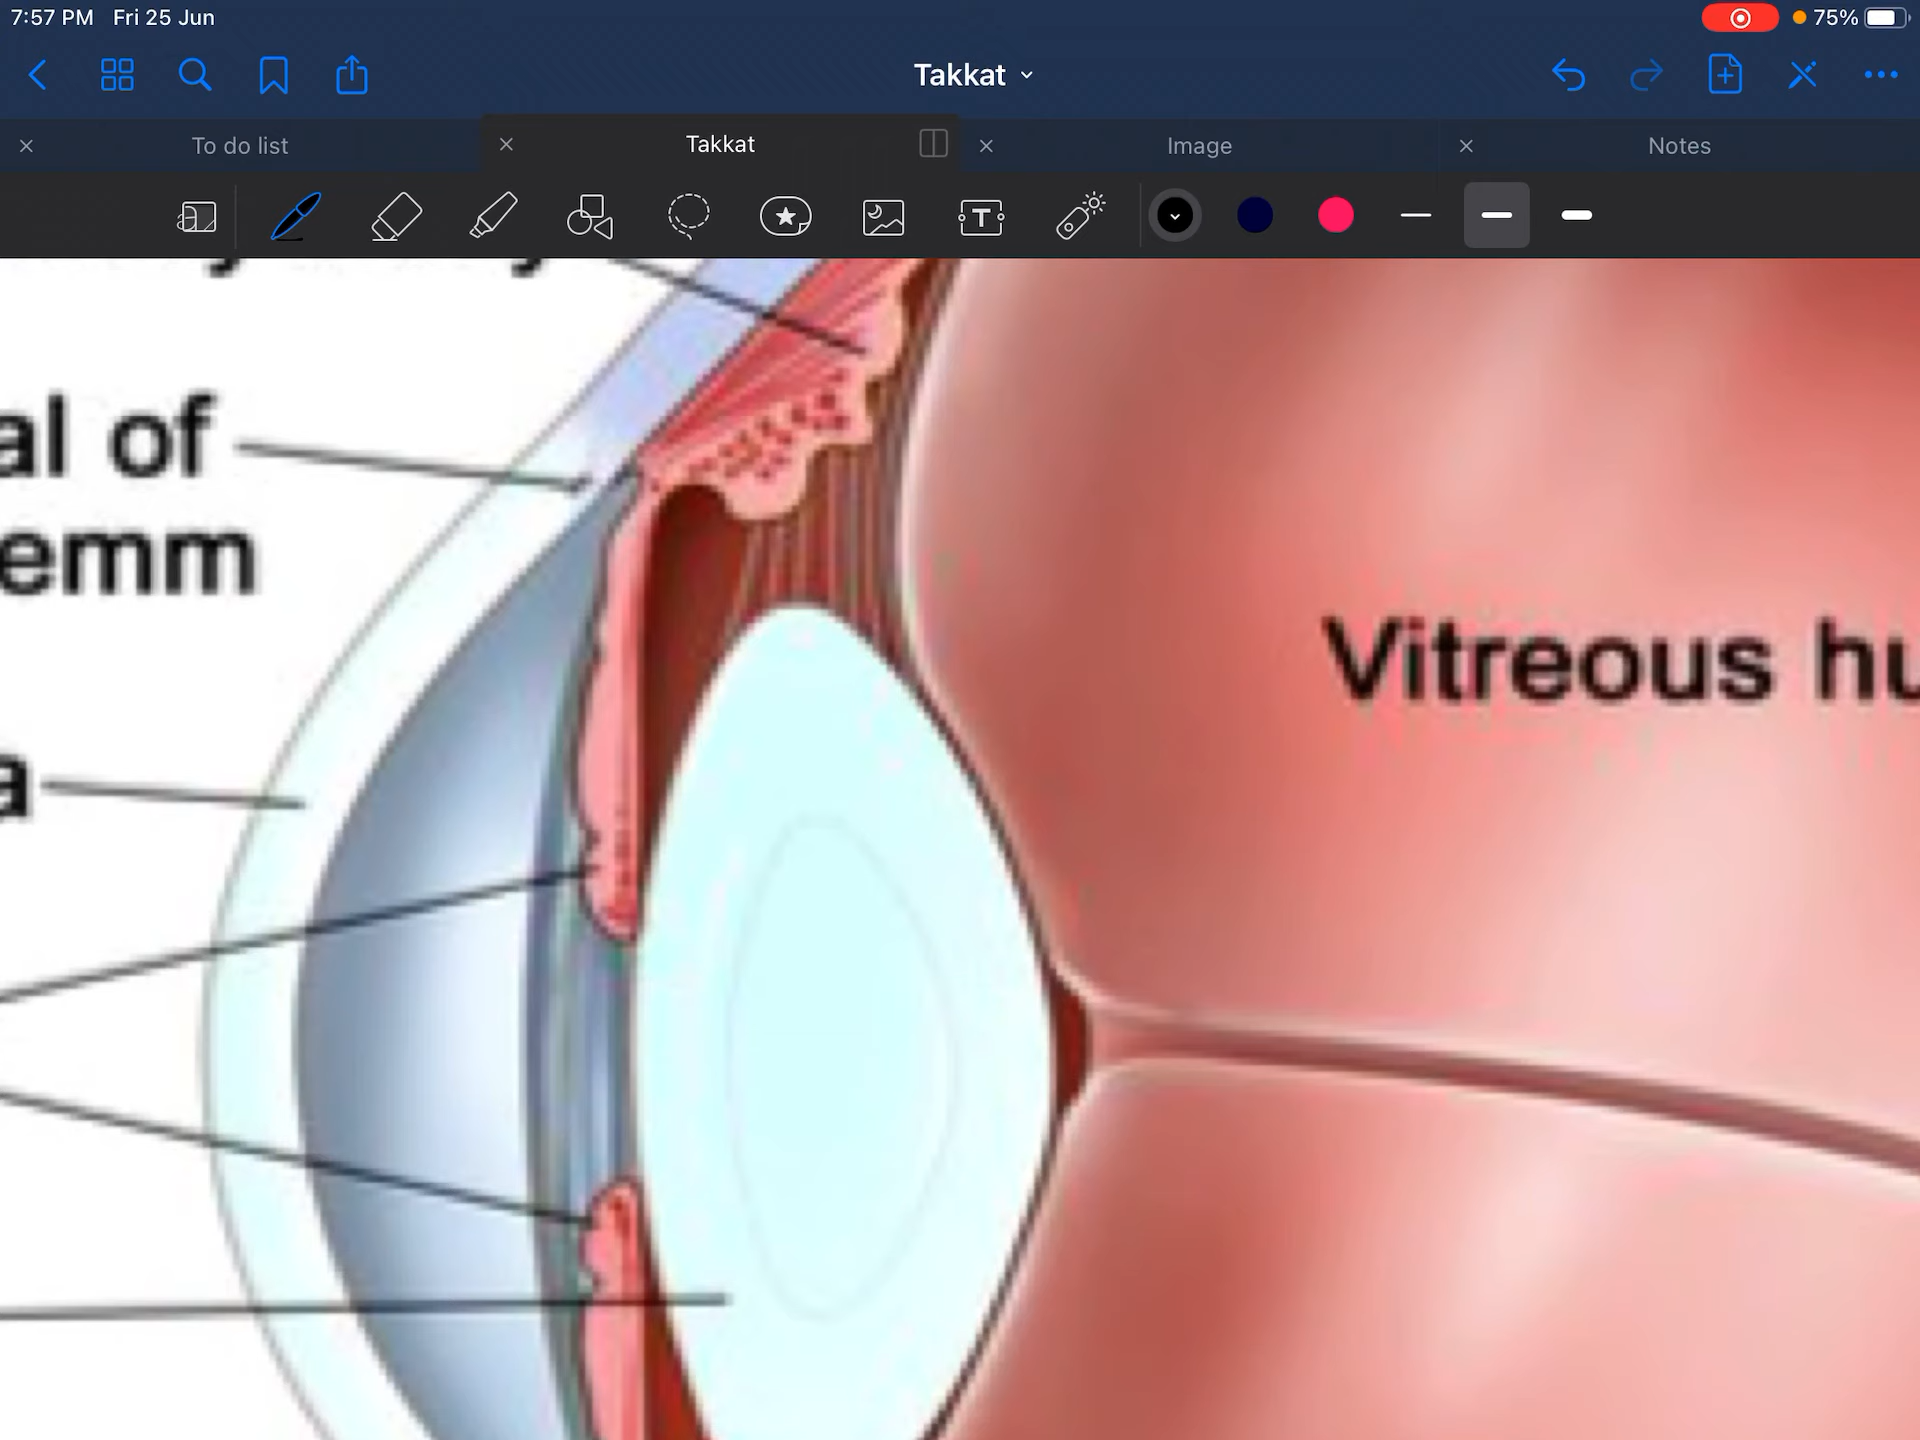 7:57 PM Fri 25 Jun
75%
Takkat
To do list
Takkat
Image
Notes
al of
emm
a
Vitreous hu